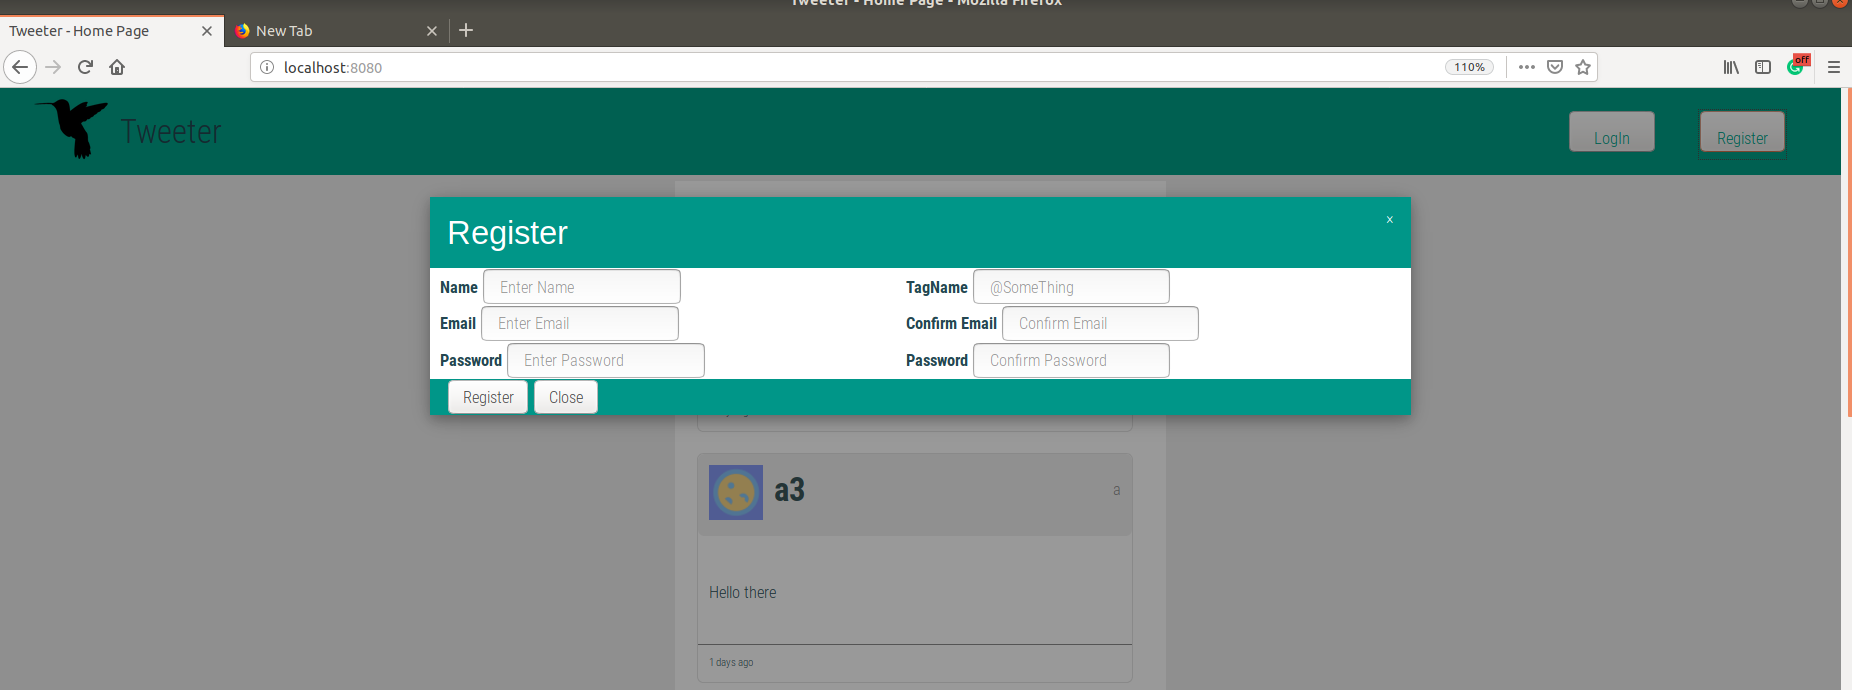 Tweeter - Home Page - Mozilla Firefox
Tweeter - Home Page
New Tab
localhost:8080
110%
off
Tweeter
LogIn
Register
Register
x
Name Enter Name
TagName @SomeThing
Email Enter Email
Confirm Email Confirm Email
Password Enter Password
Password Confirm Password
Register Close
a3
a
Hello there
1 days ago